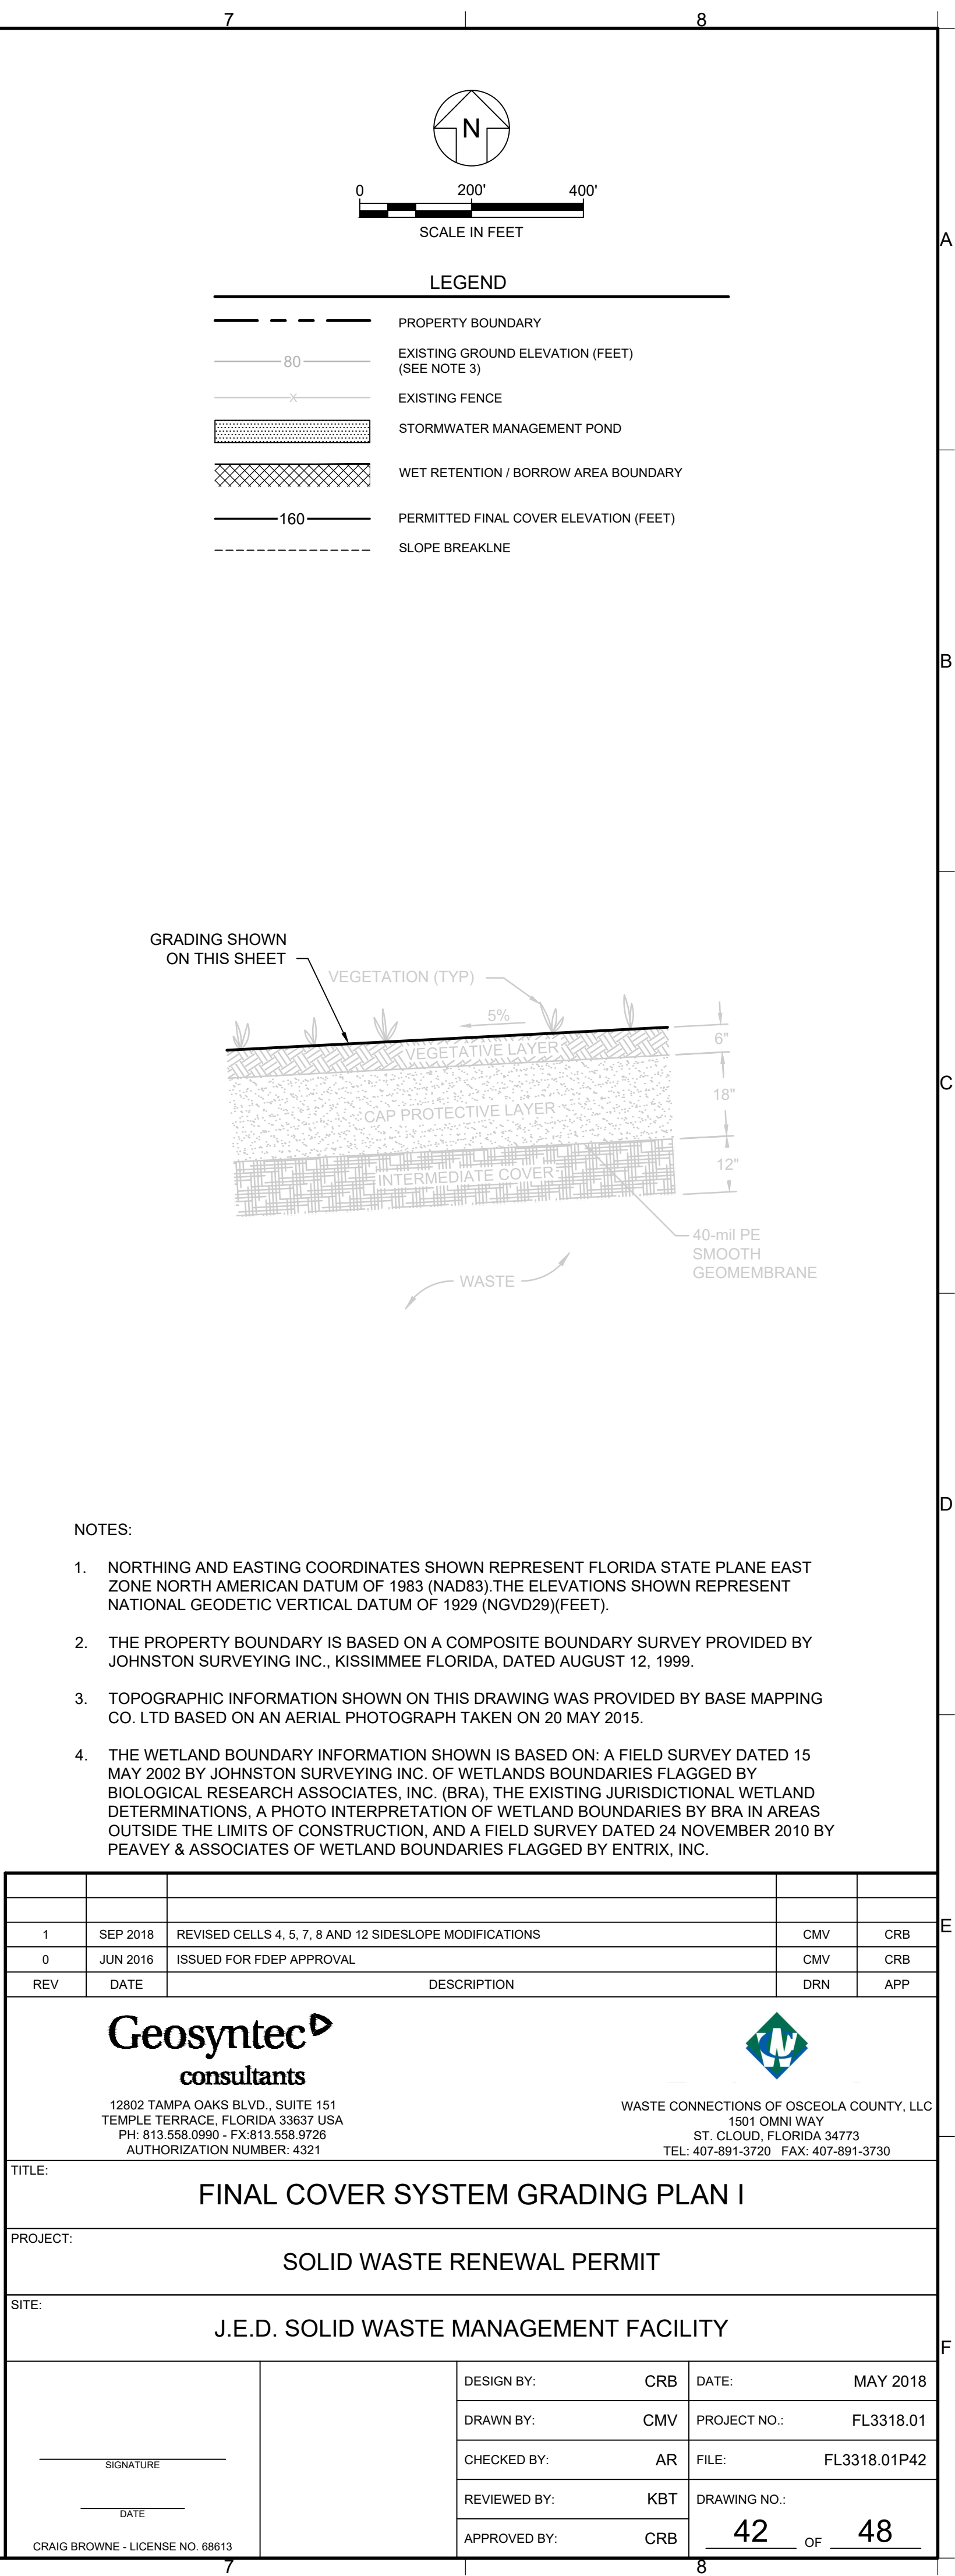 7 8
N
0 200' 400'
SCALE IN FEET
A
LEGEND
PROPERTY BOUNDARY
80 EXISTING GROUND ELEVATION (FEET)
(SEE NOTE 3)
x EXISTING FENCE
STORMWATER MANAGEMENT POND
WET RETENTION / BORROW AREA BOUNDARY
160 PERMITTED FINAL COVER ELEVATION (FEET)
SLOPE BREAKLNE
B
GRADING SHOWN
ON THIS SHEET
VEGETATION (TYP)
5%
6"
VEGETATIVE LAYER
C
18"
CAP PROTECTIVE LAYER
12"
INTERMEDIATE COVER
40-mil PE
SMOOTH
GEOMEMBRANE
WASTE
D
NOTES:
1. NORTHING AND EASTING COORDINATES SHOWN REPRESENT FLORIDA STATE PLANE EAST
ZONE NORTH AMERICAN DATUM OF 1983 (NAD83).THE ELEVATIONS SHOWN REPRESENT
NATIONAL GEODETIC VERTICAL DATUM OF 1929 (NGVD29)(FEET).
2. THE PROPERTY BOUNDARY IS BASED ON A COMPOSITE BOUNDARY SURVEY PROVIDED BY
JOHNSTON SURVEYING INC., KISSIMMEE FLORIDA, DATED AUGUST 12, 1999.
3. TOPOGRAPHIC INFORMATION SHOWN ON THIS DRAWING WAS PROVIDED BY BASE MAPPING
CO. LTD BASED ON AN AERIAL PHOTOGRAPH TAKEN ON 20 MAY 2015.
4. THE WETLAND BOUNDARY INFORMATION SHOWN IS BASED ON: A FIELD SURVEY DATED 15
MAY 2002 BY JOHNSTON SURVEYING INC. OF WETLANDS BOUNDARIES FLAGGED BY
BIOLOGICAL RESEARCH ASSOCIATES, INC. (BRA), THE EXISTING JURISDICTIONAL WETLAND
DETERMINATIONS, A PHOTO INTERPRETATION OF WETLAND BOUNDARIES BY BRA IN AREAS
OUTSIDE THE LIMITS OF CONSTRUCTION, AND A FIELD SURVEY DATED 24 NOVEMBER 2010 BY
PEAVEY & ASSOCIATES OF WETLAND BOUNDARIES FLAGGED BY ENTRIX, INC.
E
1 SEP 2018 REVISED CELLS 4, 5, 7, 8 AND 12 SIDESLOPE MODIFICATIONS CMV CRB
0 JUN 2016 ISSUED FOR FDEP APPROVAL CMV CRB
REV DATE DESCRIPTION DRN APP
Geosyntec
consultants
12802 TAMPA OAKS BLVD., SUITE 151
TEMPLE TERRACE, FLORIDA 33637 USA
PH: 813.558.0990 - FX:813.558.9726
AUTHORIZATION NUMBER: 4321
WASTE CONNECTIONS OF OSCEOLA COUNTY, LLC
1501 OMNI WAY
ST. CLOUD, FLORIDA 34773
TEL: 407-891-3720 FAX: 407-891-3730
TITLE:
FINAL COVER SYSTEM GRADING PLAN I
PROJECT:
SOLID WASTE RENEWAL PERMIT
SITE:
J.E.D. SOLID WASTE MANAGEMENT FACILITY
F
SIGNATURE
DATE
CRAIG BROWNE - LICENSE NO. 68613
DESIGN BY: CRB DATE: MAY 2018
DRAWN BY: CMV PROJECT NO.: FL3318.01
CHECKED BY: AR FILE: FL3318.01P42
REVIEWED BY: KBT DRAWING NO.:
APPROVED BY: CRB 42 OF 48
7 8